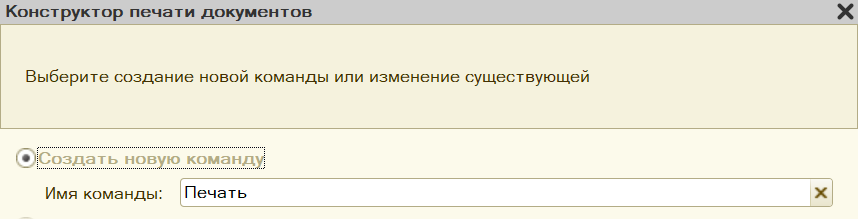 Конструктор печати документов
Выберите создание новой команды или изменение существующей
Создать новую команду
Имя команды: Печать